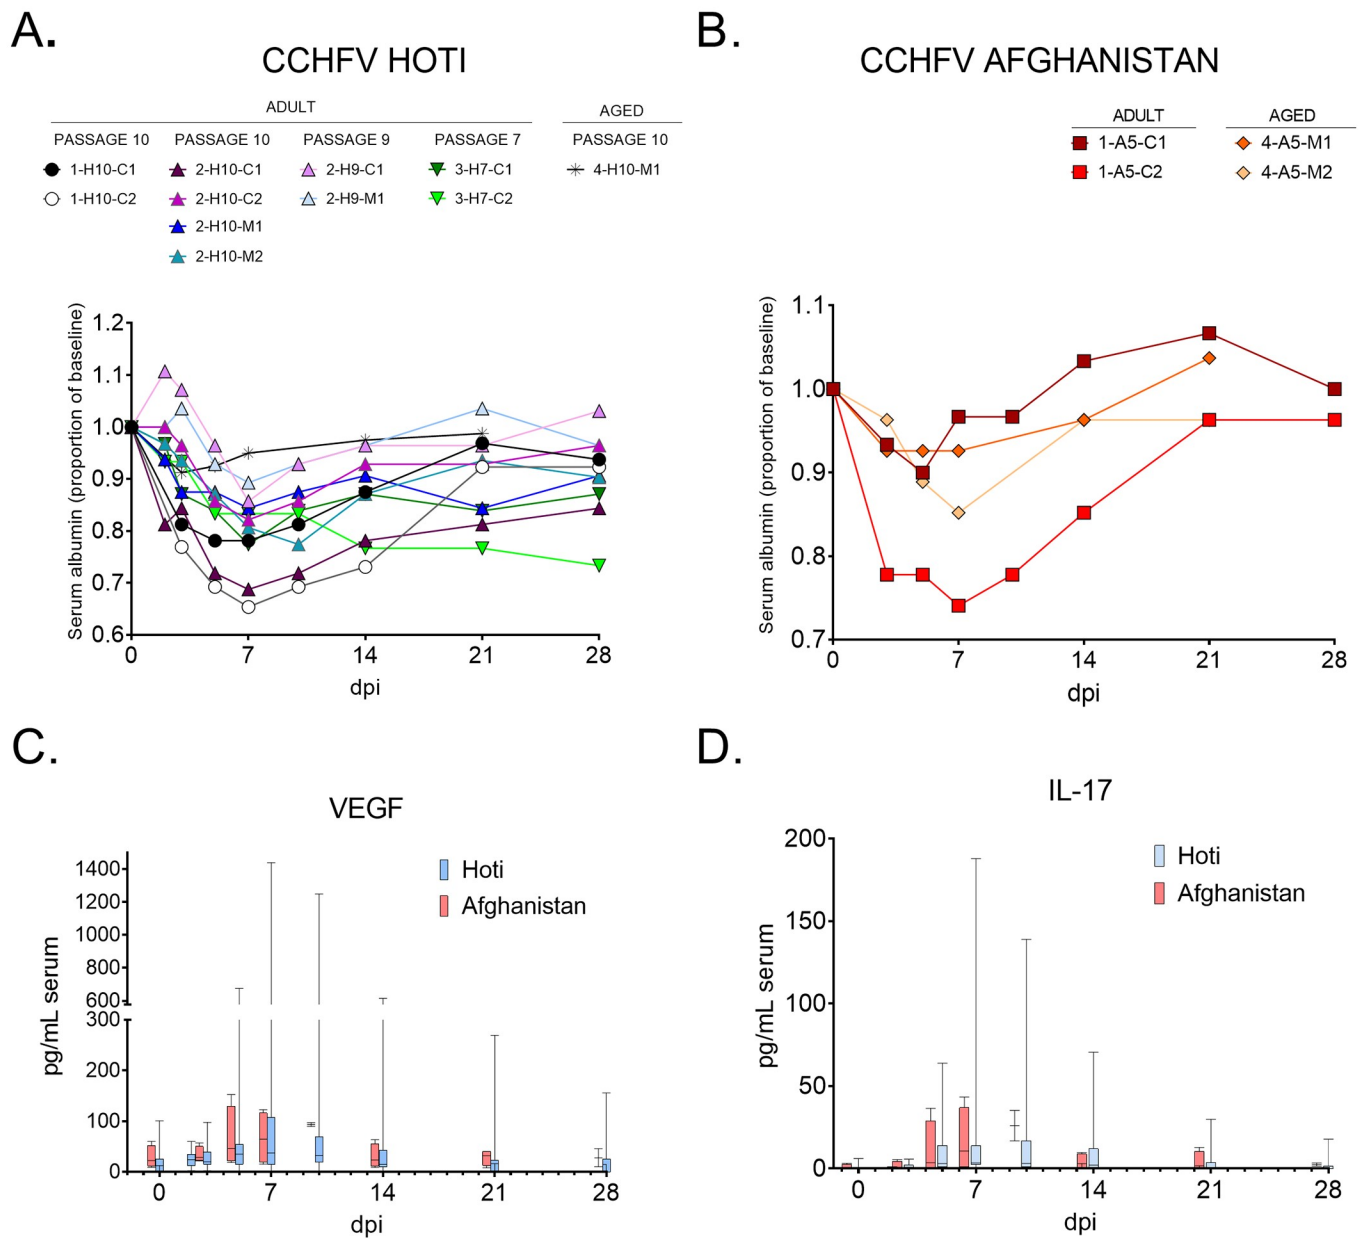 A.
CCHFV HOTI
ADULT
AGED
PASSAGE 10
PASSAGE 10
PASSAGE 9
PASSAGE 7
PASSAGE 10
1-H10-C1
2-H10-C1
2-H9-C1
3-H7-C1
4-H10-M1
1-H10-C2
2-H10-C2
2-H9-M1
3-H7-C2
2-H10-M1
2-H10-M2
Serum albumin (proportion of baseline)
1.2
1.1
1.0
0.9
0.8
0.7
0.6
0 7 14 21 28
dpi
B.
CCHFV AFGHANISTAN
ADULT
AGED
1-A5-C1
4-A5-M1
1-A5-C2
4-A5-M2
Serum albumin (proportion of baseline)
1.1
1.0
0.9
0.8
0.7
0 7 14 21 28
dpi
C.
VEGF
Hoti
Afghanistan
pg/mL serum
1400
1200
1000
800
600
300
200
100
0
0 7 14 21 28
dpi
D.
IL-17
Hoti
Afghanistan
pg/mL serum
200
150
100
50
0
0 7 14 21 28
dpi